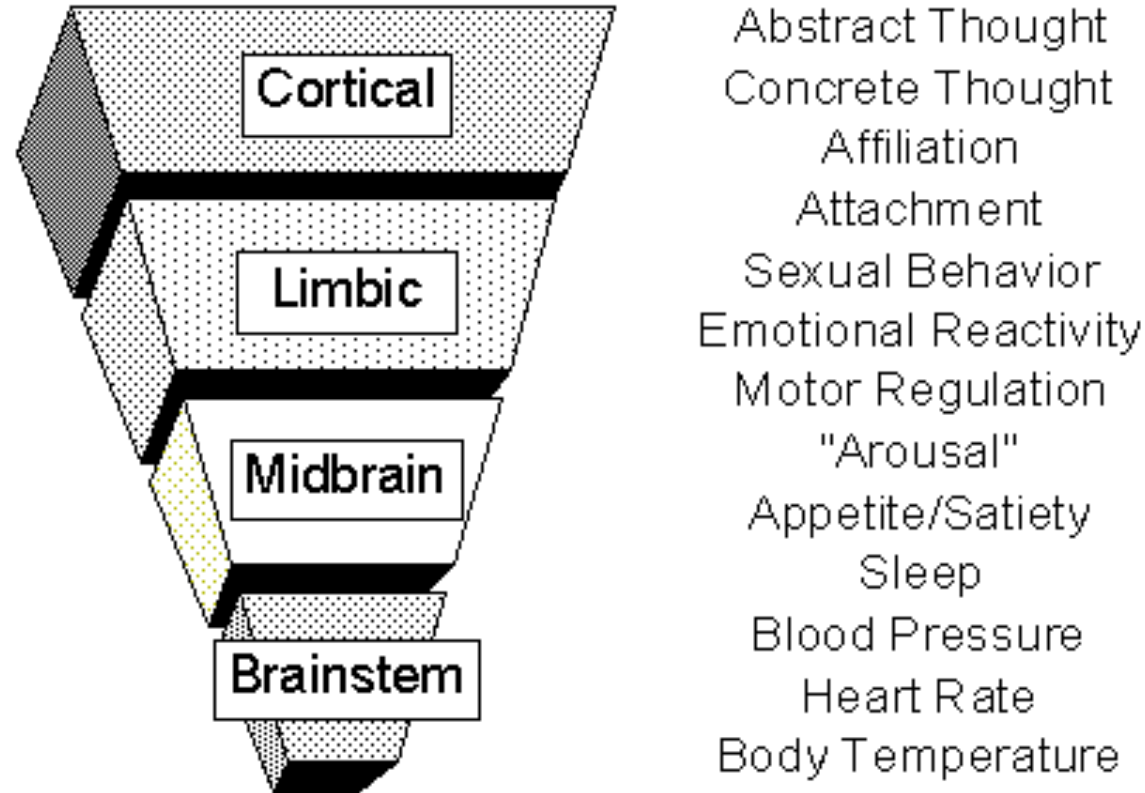 Cortical
Limbic
Midbrain
Brainstem
Abstract Thought
Concrete Thought
Affiliation
Attachment
Sexual Behavior
Emotional Reactivity
Motor Regulation
"Arousal"
Appetite/Satiety
Sleep
Blood Pressure
Heart Rate
Body Temperature